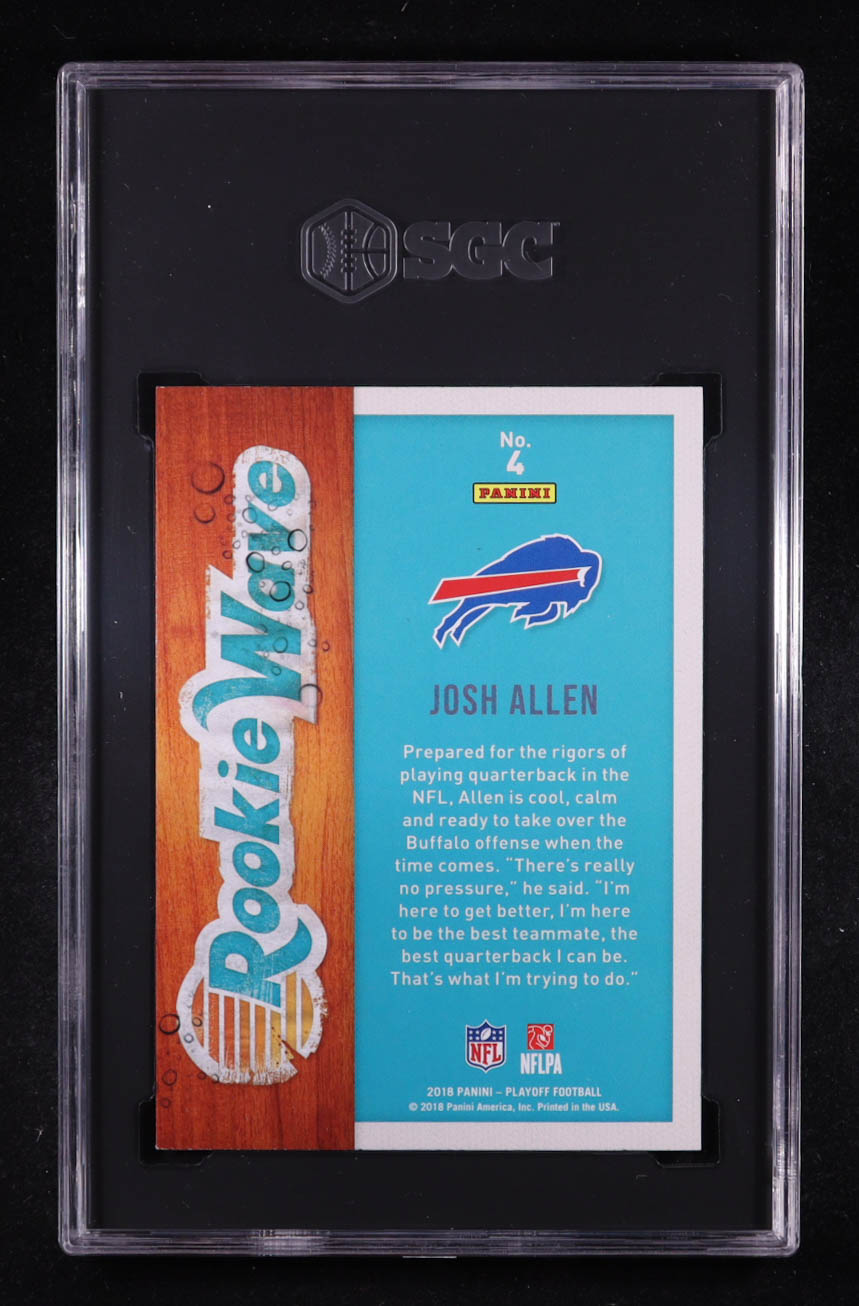 SGC
Rookie Wave
No.
4
PANINI
JOSH ALLEN
Prepared for the rigors of
playing quarterback in the
NFL, Allen is cool, calm
and ready to take over the
Buffalo offense when the
time comes. “There’s really
no pressure,” he said. “I’m
here to get better, I’m here
to be the best teammate, the
best quarterback I can be.
That’s what I’m trying to do.”
NFL
NFLPA
2018 PANINI – PLAYOFF FOOTBALL
© 2018 Panini America, Inc. Printed in the USA.